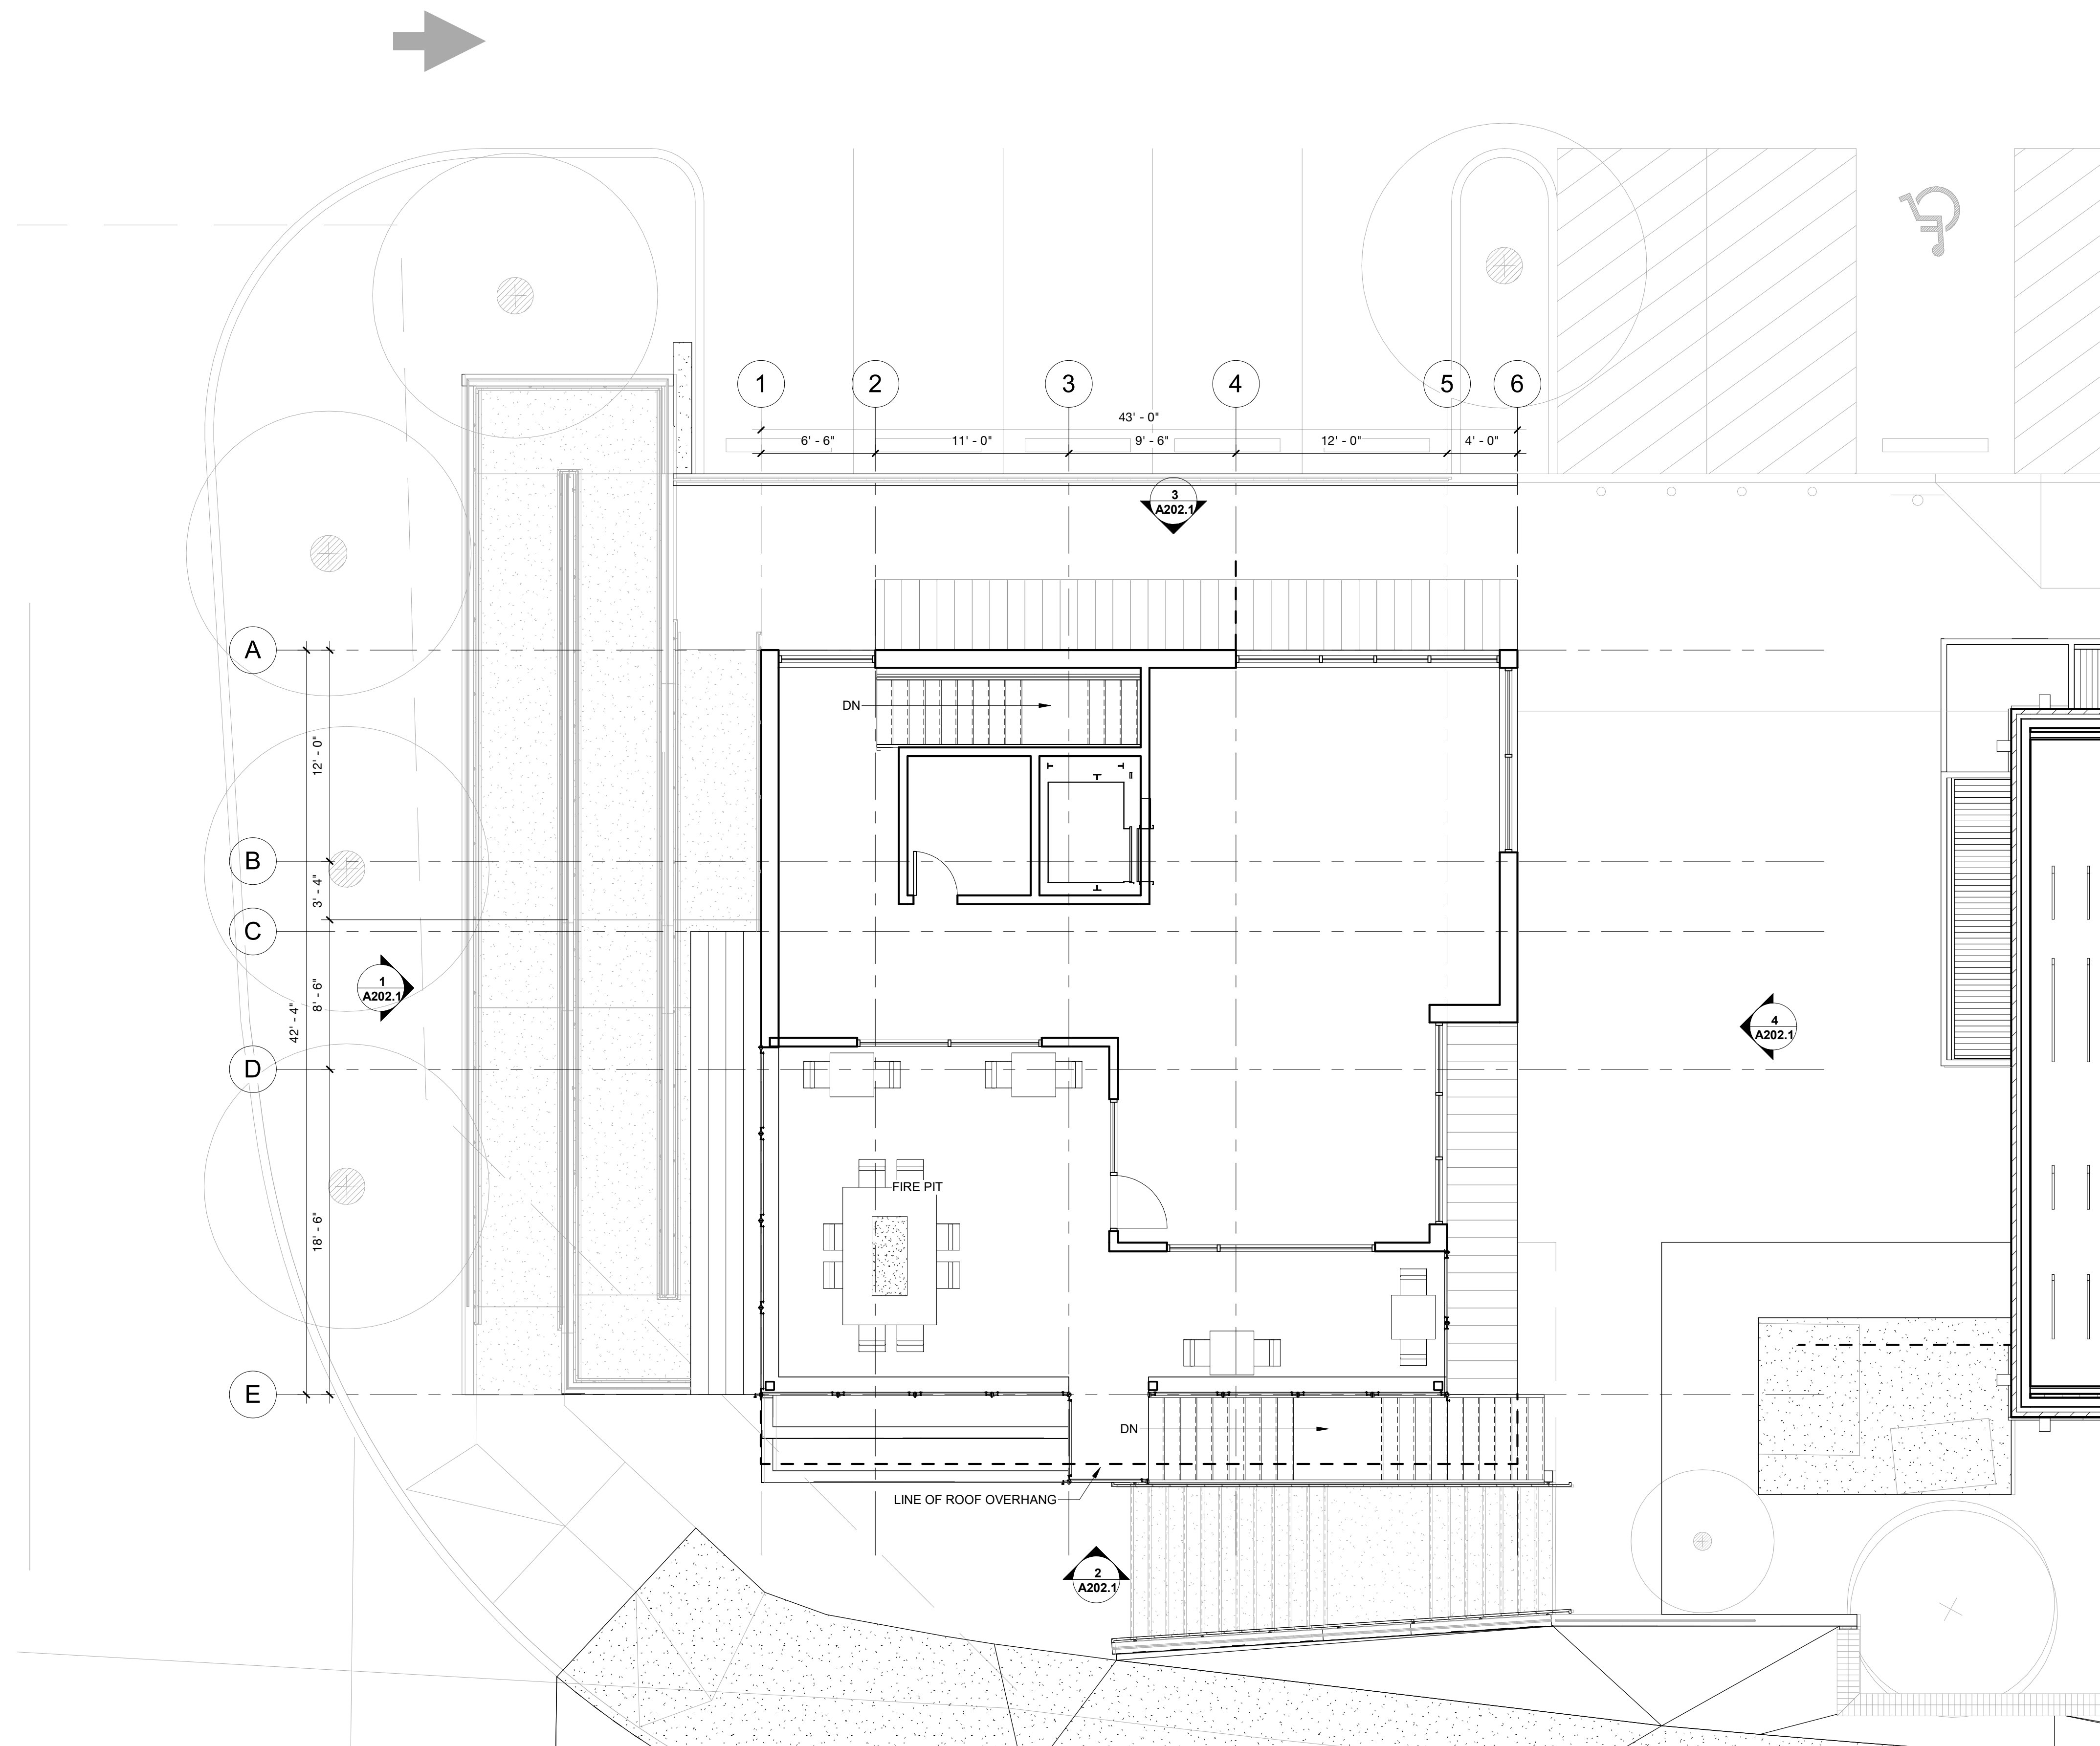 1 2 3 4 5 6
43' - 0"
6' - 6" 11' - 0" 9' - 6" 12' - 0" 4' - 0"
3
A202.1
A
DN
12' - 0"
B
3' - 4"
C
1
A202.1
8' - 6"
42' - 4"
4
A202.1
D
FIRE PIT
18' - 6"
E
DN
LINE OF ROOF OVERHANG
2
A202.1